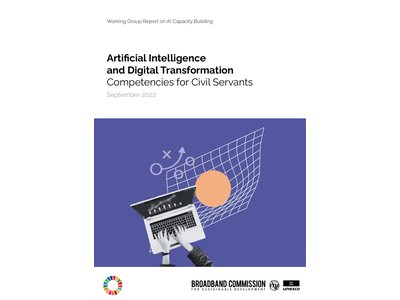 Working Group Report on AI Capacity Building
Artificial Intelligence
and Digital Transformation
Competencies for Civil Servants
September 2022
BROADBAND COMMISSION
FOR SUSTAINABLE DEVELOPMENT
unesco